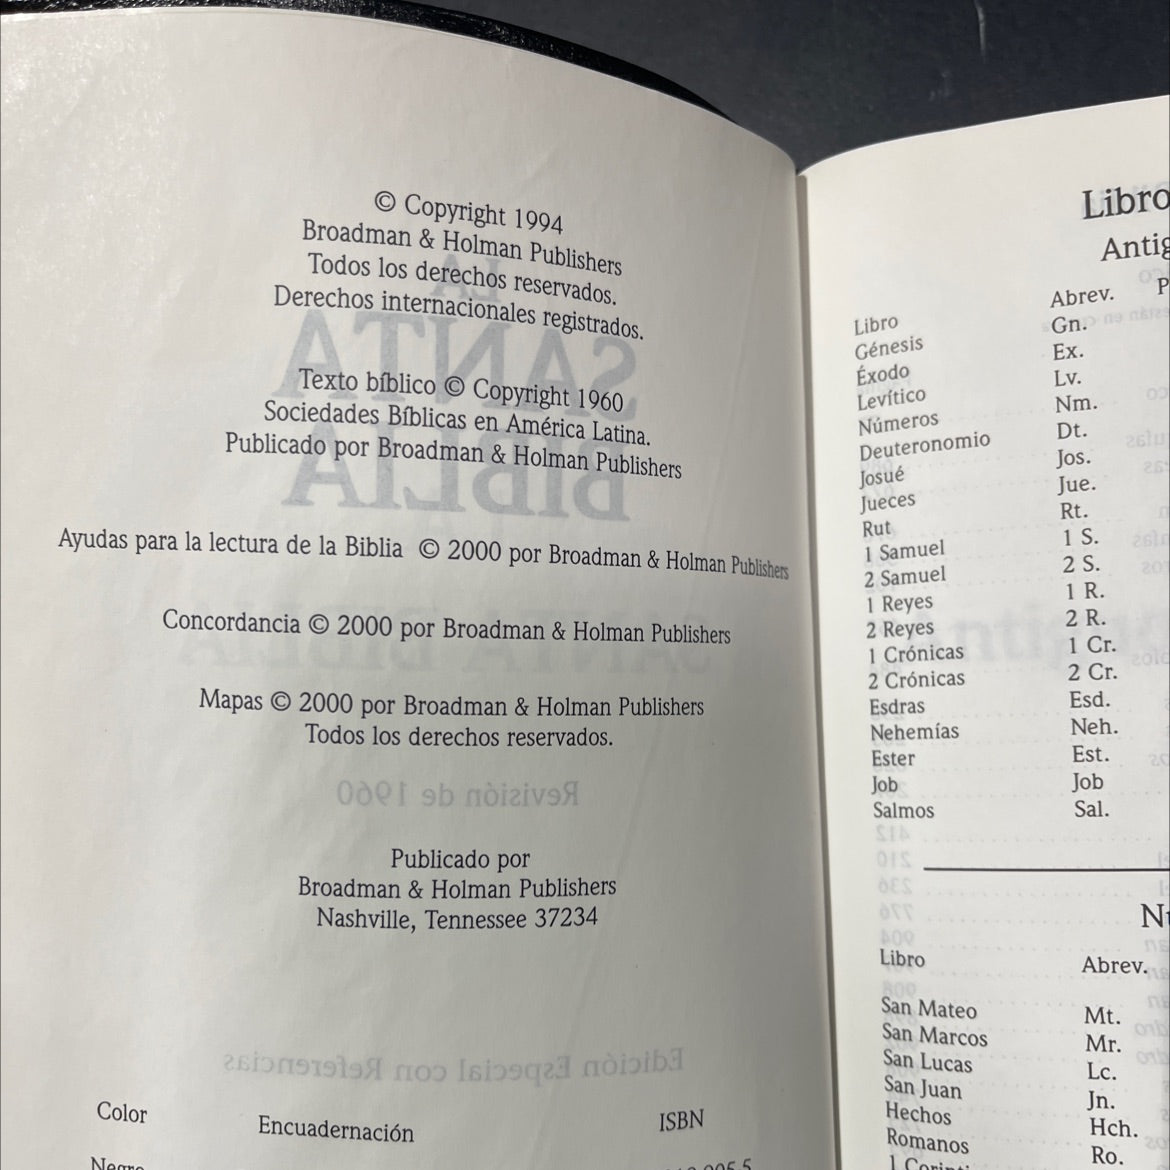 © Copyright 1994
Broadman & Holman Publishers
Todos los derechos reservados.
Derechos internacionales registrados.
Texto bíblico © Copyright 1960
Sociedades Bíblicas en América Latina.
Publicado por Broadman & Holman Publishers
Ayudas para la lectura de la Biblia © 2000 por Broadman & Holman Publishers
Concordancia © 2000 por Broadman & Holman Publishers
Mapas © 2000 por Broadman & Holman Publishers
Todos los derechos reservados.
Publicado por
Broadman & Holman Publishers
Nashville, Tennessee 37234
Color Encuadernación ISBN
Negro
Libro
Antig
Libro Abrev. P
Génesis Gn.
Éxodo Ex.
Levítico Lv.
Números Nm.
Deuteronomio Dt.
Josué Jos.
Jueces Jue.
Rut Rt.
1 Samuel 1 S.
2 Samuel 2 S.
1 Reyes 1 R.
2 Reyes 2 R.
1 Crónicas 1 Cr.
2 Crónicas 2 Cr.
Esdras Esd.
Nehemías Neh.
Ester Est.
Job Job
Salmos Sal.
Libro Abrev.
San Mateo Mt.
San Marcos Mr.
San Lucas Lc.
San Juan Jn.
Hechos Hch.
Romanos Ro.